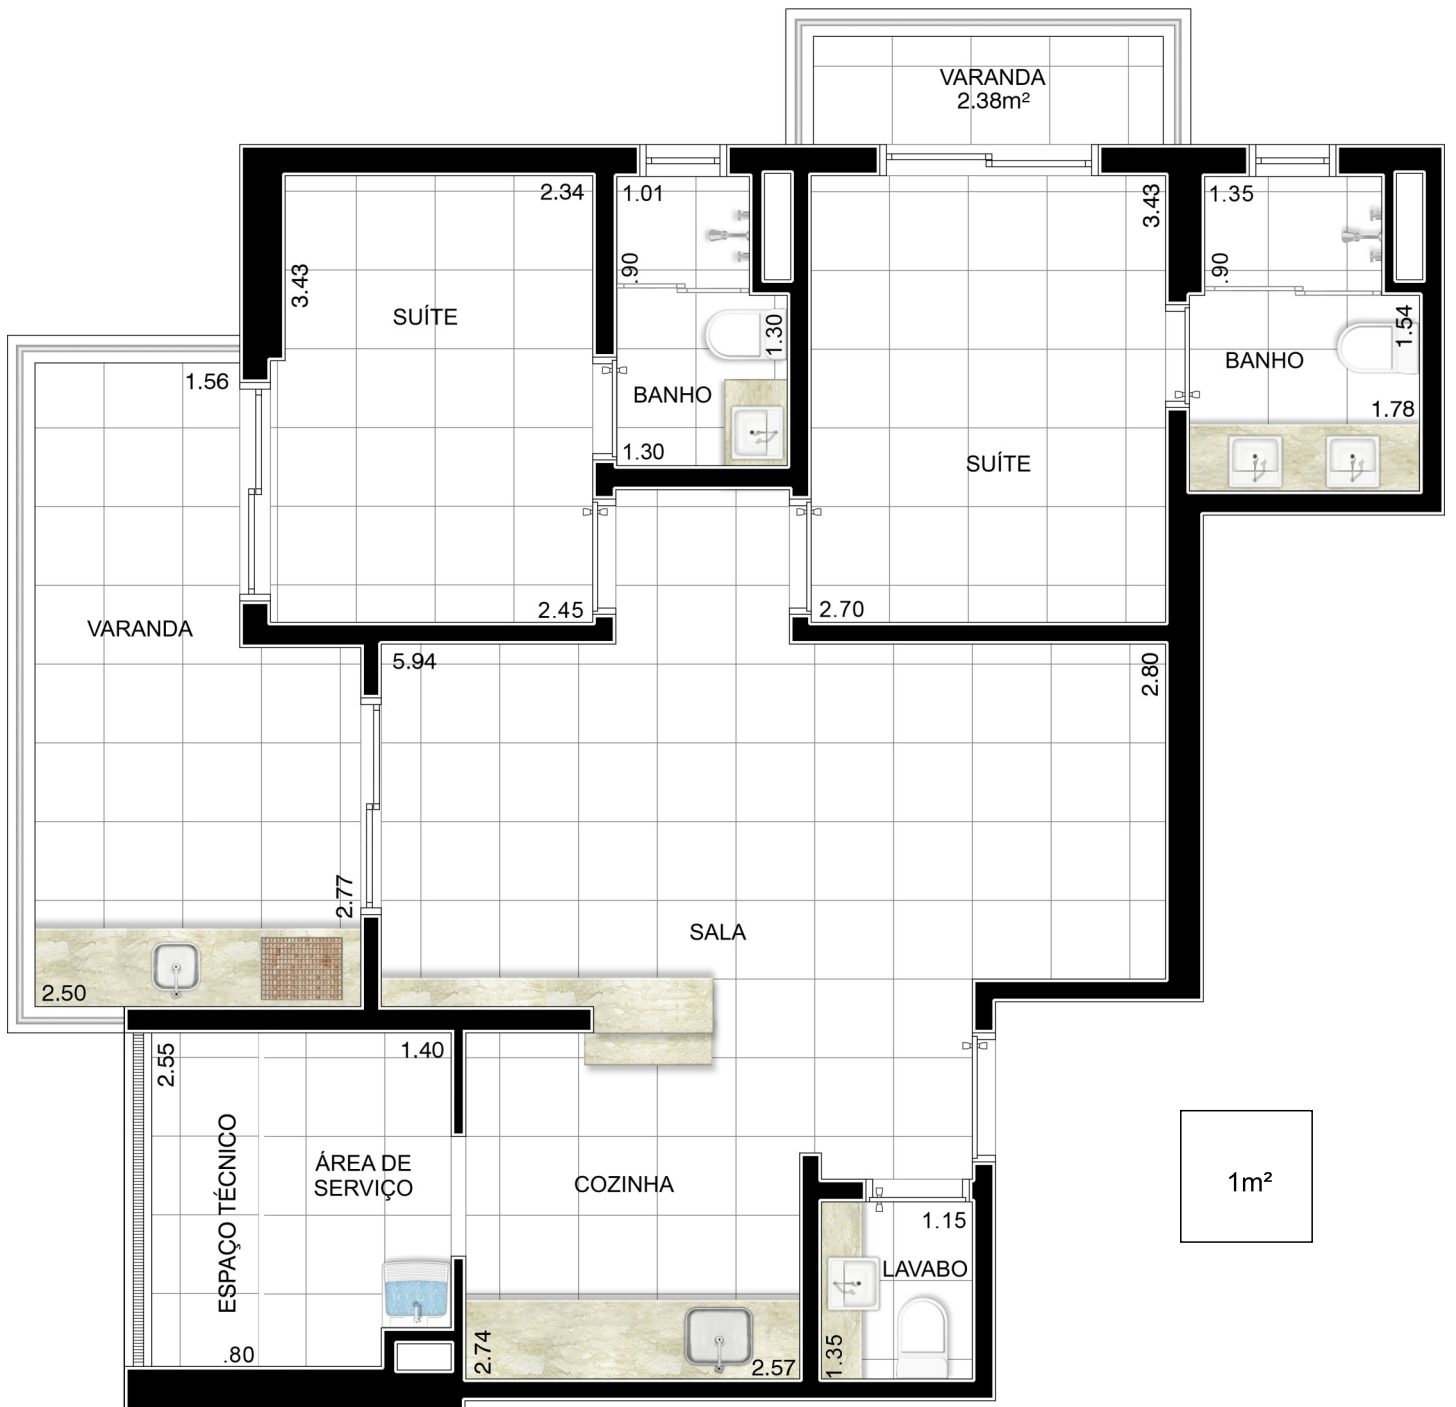 VARANDA
2.38m²
2.34
1.01
3.43
1.35
.90
.90
3.43
SUÍTE
1.30
1.54
BANHO
1.56
BANHO
1.78
1.30
SUÍTE
2.45
2.70
VARANDA
5.94
2.80
2.77
SALA
2.50
2.55
1.40
ESPAÇO TÉCNICO
ÁREA DE
SERVIÇO
COZINHA
1m²
1.15
LAVABO
.80
2.74
2.57
1.35